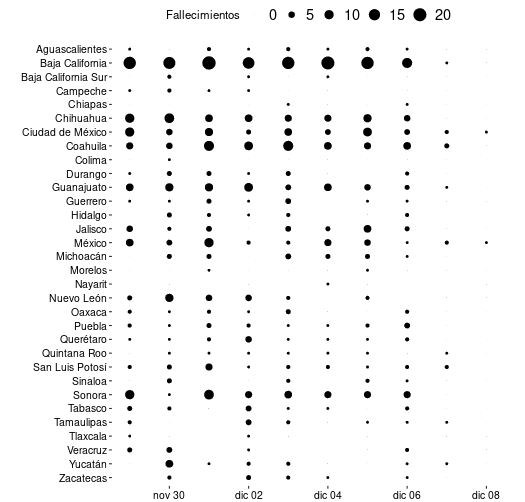 Fallecimientos 0 5 10 15 20
Aguascalientes
Baja California
Baja California Sur
Campeche
Chiapas
Chihuahua
Ciudad de México
Coahuila
Colima
Durango
Guanajuato
Guerrero
Hidalgo
Jalisco
México
Michoacán
Morelos
Nayarit
Nuevo León
Oaxaca
Puebla
Querétaro
Quintana Roo
San Luis Potosí
Sinaloa
Sonora
Tabasco
Tamaulipas
Tlaxcala
Veracruz
Yucatán
Zacatecas
nov 30 dic 02 dic 04 dic 06 dic 08